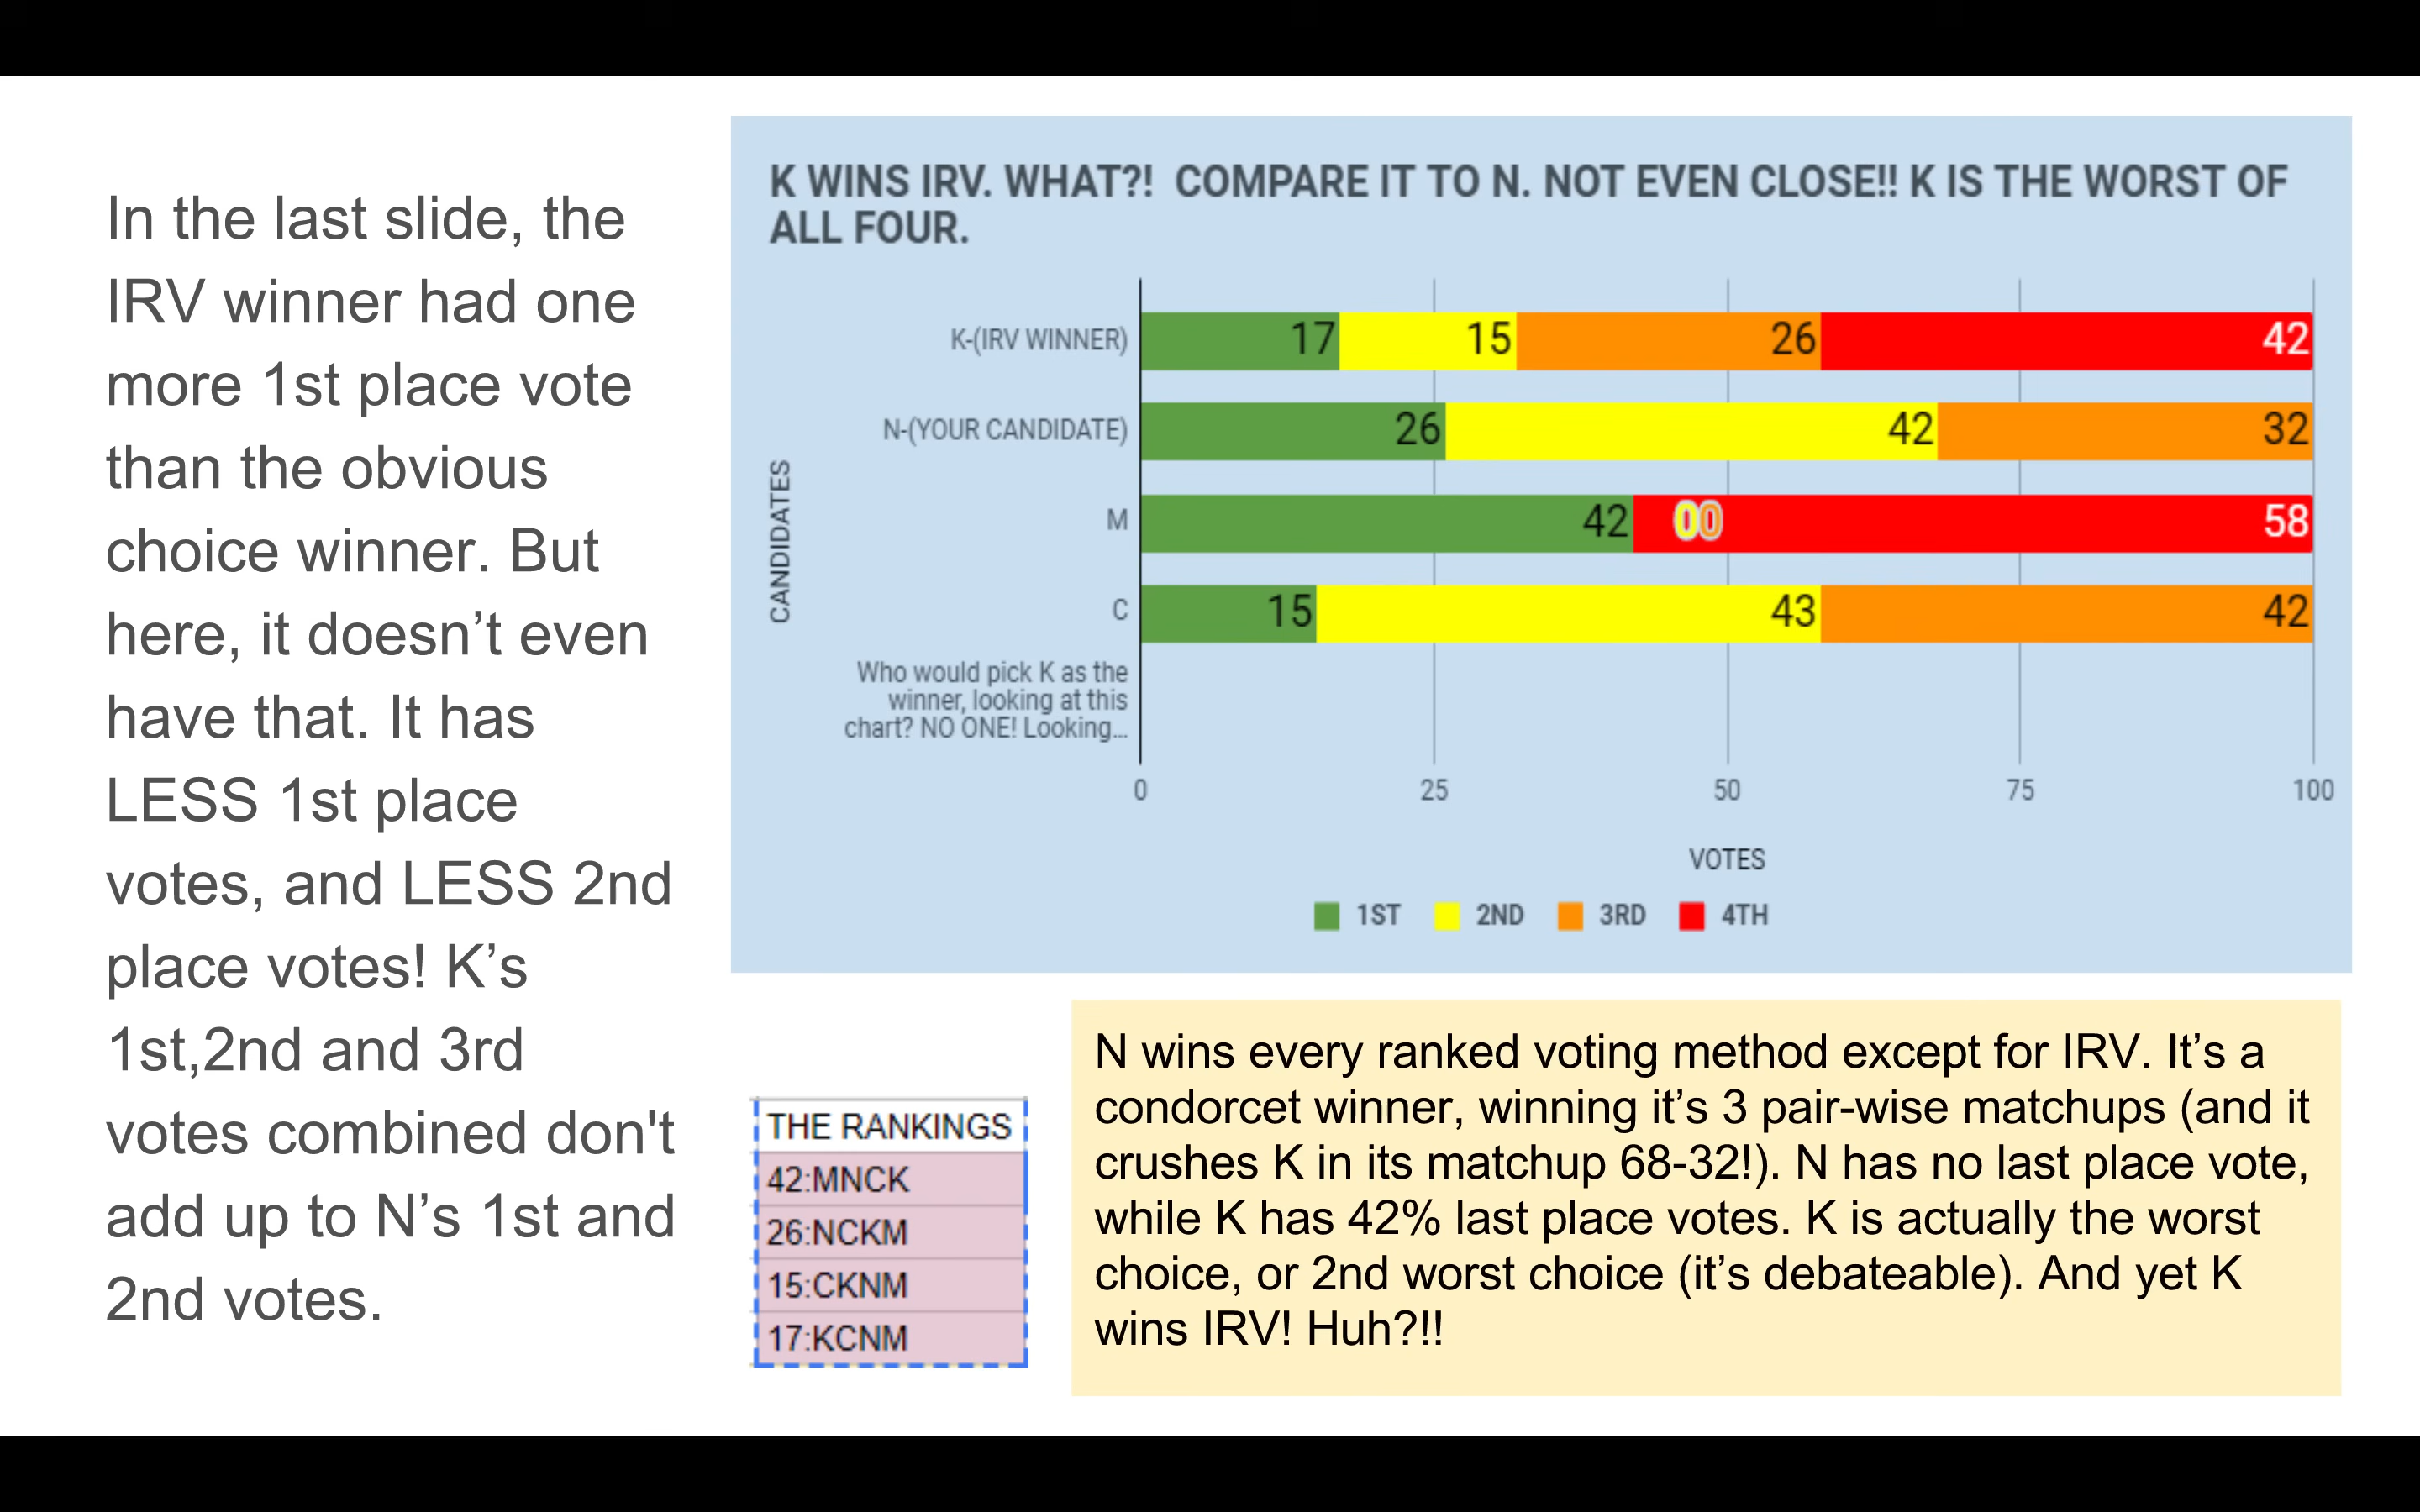 In the last slide, the
IRV winner had one
more 1st place vote
than the obvious
choice winner. But
here, it doesn’t even
have that. It has
LESS 1st place
votes, and LESS 2nd
place votes! K’s
1st,2nd and 3rd
votes combined don't
add up to N’s 1st and
2nd votes.
K WINS IRV. WHAT?!  COMPARE IT TO N. NOT EVEN CLOSE!! K IS THE WORST OF
ALL FOUR.
CANDIDATES
K-(IRV WINNER) 17 15 26 42
N-(YOUR CANDIDATE) 26 42 32
M 42 0 0 58
C 15 43 42
Who would pick K as the
winner, looking at this
chart? NO ONE! Looking...
0 25 50 75 100
VOTES
1ST 2ND 3RD 4TH
THE RANKINGS
42:MNCK
26:NCKM
15:CKNM
17:KCNM
N wins every ranked voting method except for IRV. It’s a
condorcet winner, winning it’s 3 pair-wise matchups (and it
crushes K in its matchup 68-32!). N has no last place vote,
while K has 42% last place votes. K is actually the worst
choice, or 2nd worst choice (it’s debateable). And yet K
wins IRV! Huh?!!